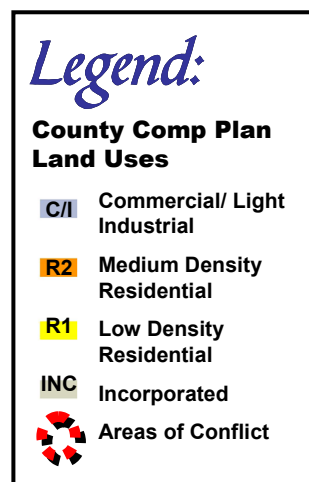 Legend:
County Comp Plan
Land Uses
C/I Commercial/ Light
Industrial
R2 Medium Density
Residential
R1 Low Density
Residential
INC Incorporated
Areas of Conflict